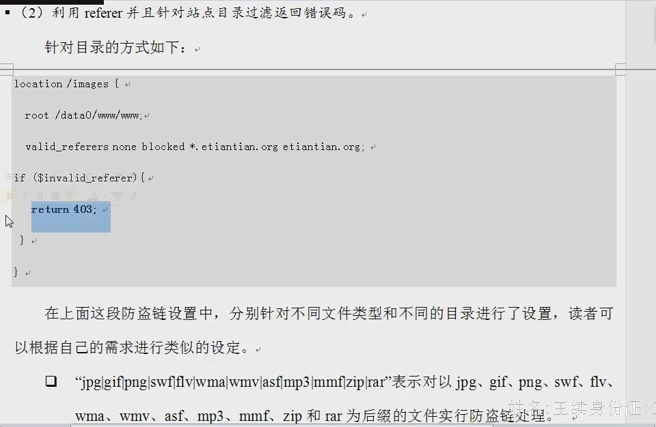 (2) 利用 referer 并且针对站点目录过滤返回错误码。
针对目录的方式如下：
location /images {
root /data0/www/www;
valid_referers none blocked *.etiantian.org etiantian.org;
if ($invalid_referer){
return 403;
}
}
在上面这段防盗链设置中，分别针对不同文件类型和不同的目录进行了设置，读者可
以根据自己的需求进行类似的设定。
“jpg|gif|png|swf|flv|wma|wmv|asf|mp3|mmf|zip|rar”表示对以 jpg、gif、png、swf、flv、
wma、wmv、asf、mp3、mmf、zip 和 rar 为后缀的文件实行防盗链处理。
姓名:王续身份证: